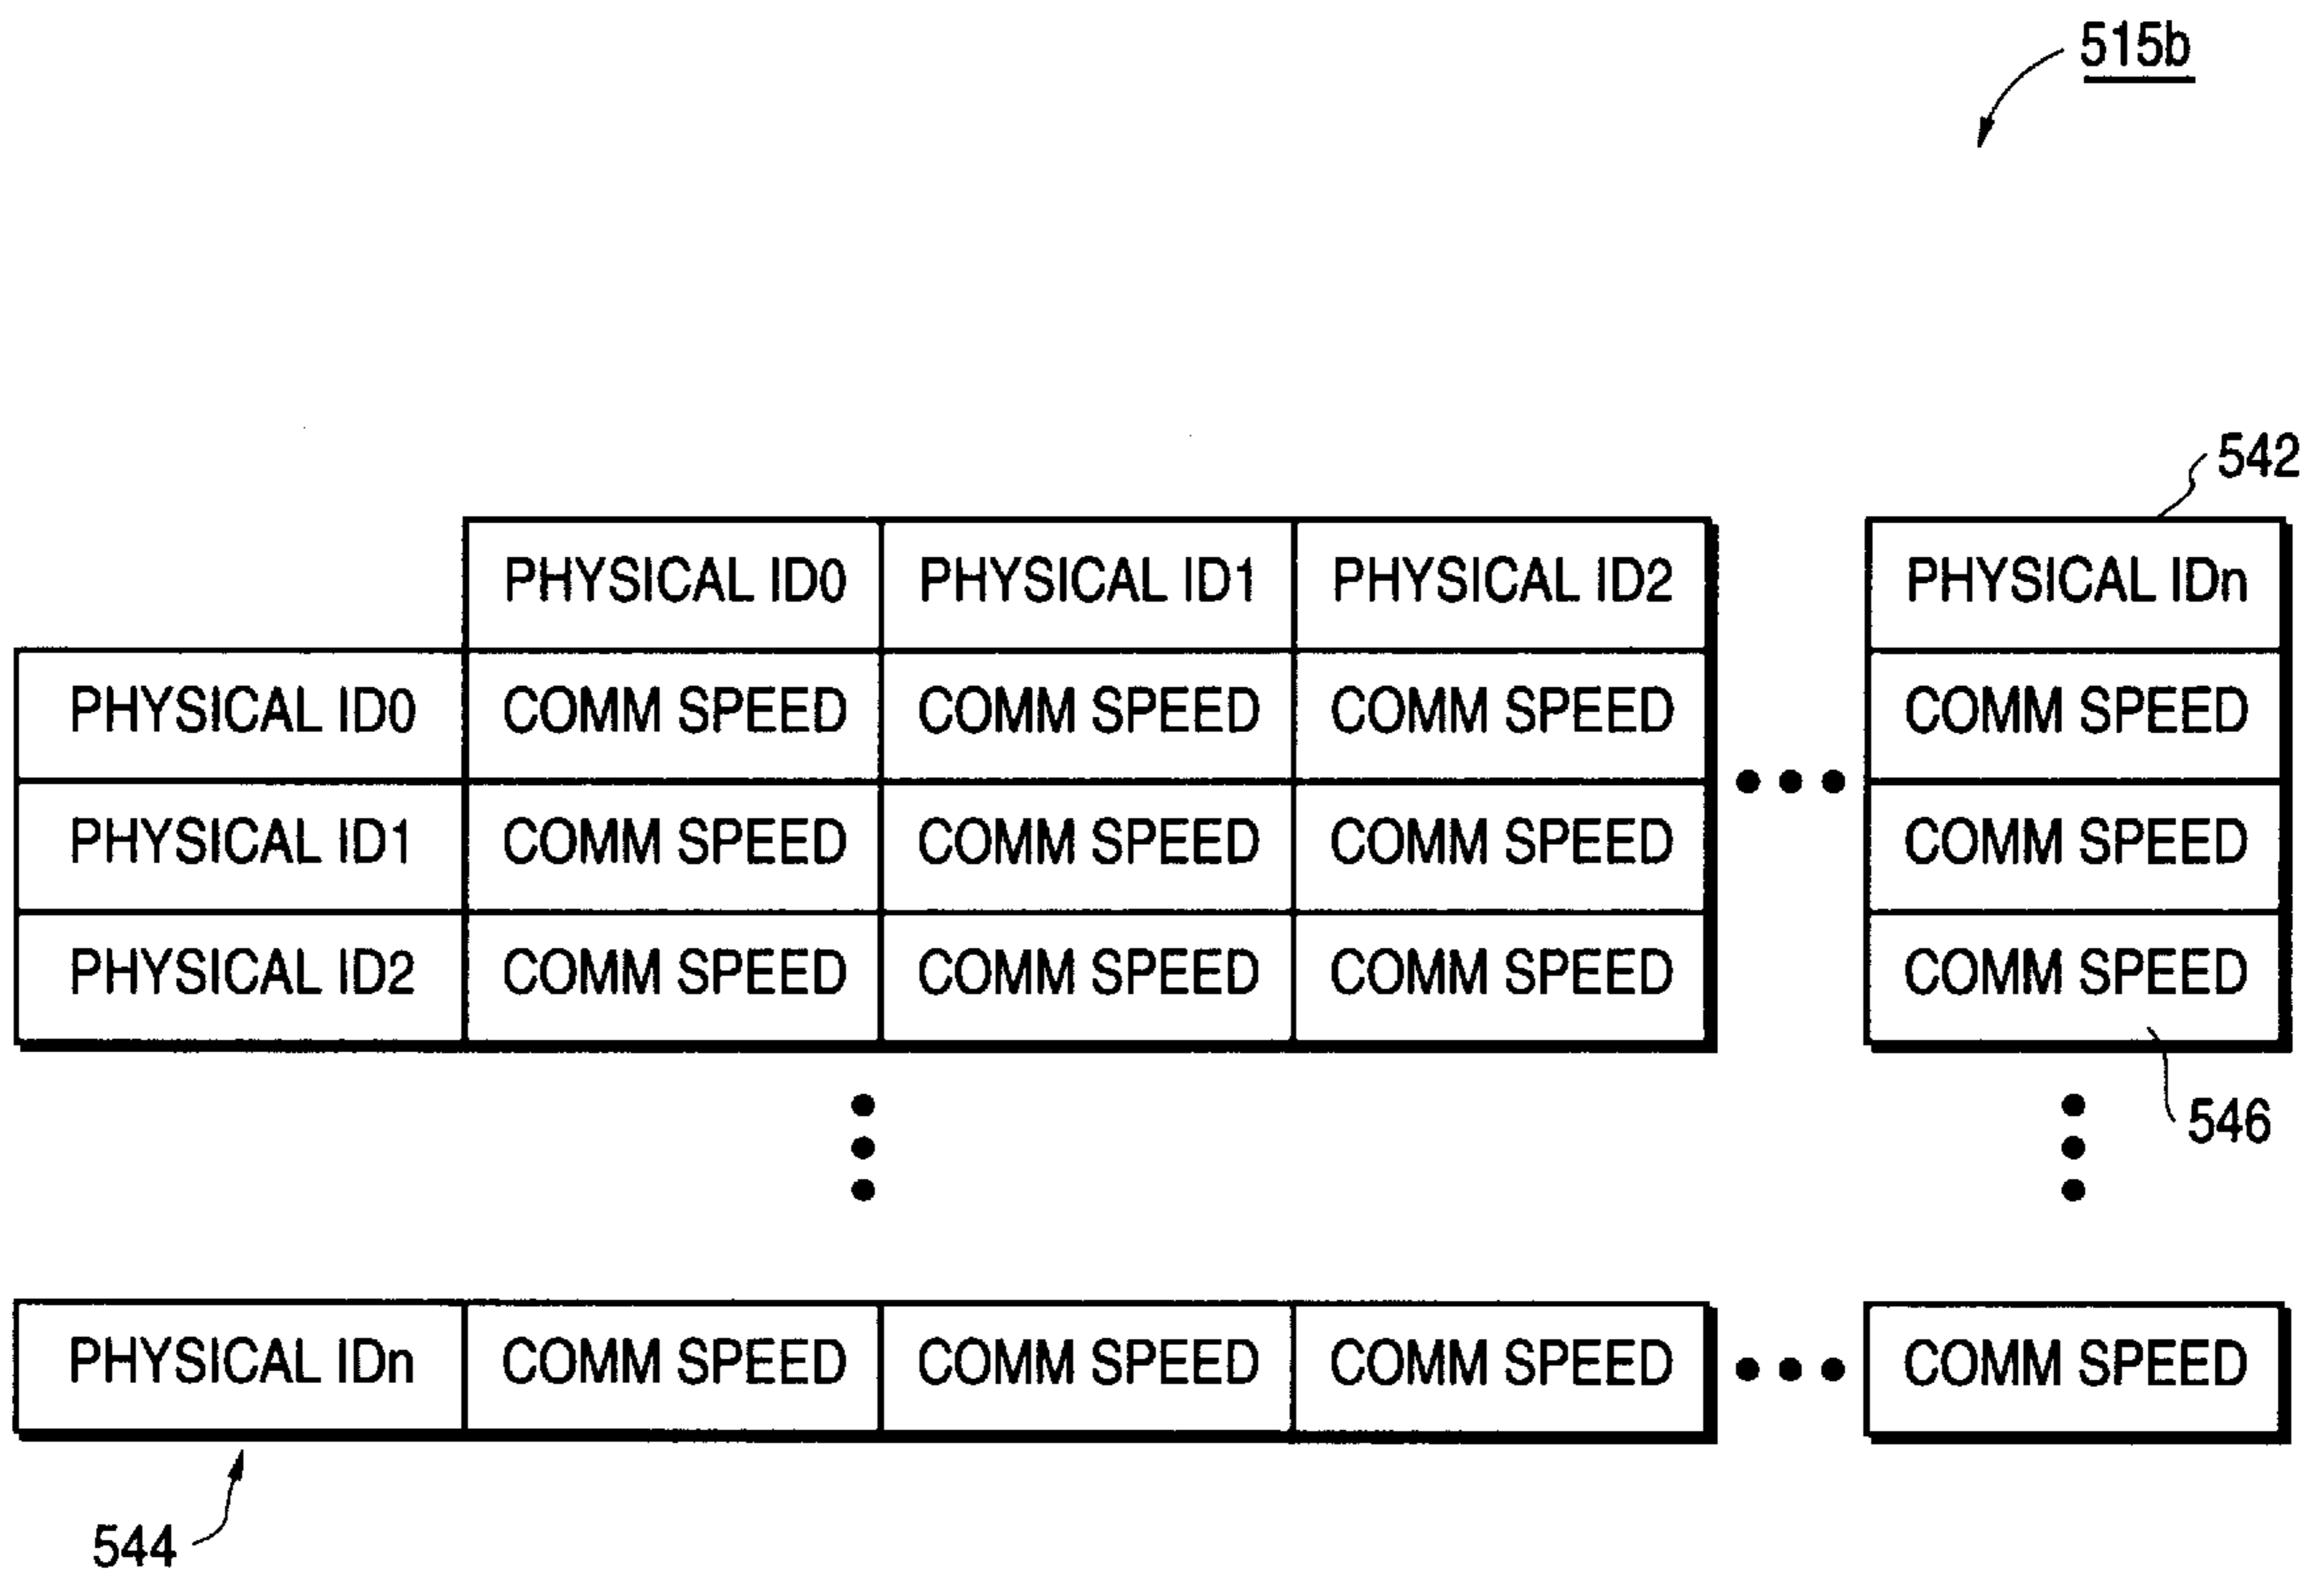 515b
542
PHYSICAL ID0 PHYSICAL ID1 PHYSICAL ID2 PHYSICAL IDn
PHYSICAL ID0 COMM SPEED COMM SPEED COMM SPEED COMM SPEED
PHYSICAL ID1 COMM SPEED COMM SPEED COMM SPEED COMM SPEED
PHYSICAL ID2 COMM SPEED COMM SPEED COMM SPEED COMM SPEED
546
PHYSICAL IDn COMM SPEED COMM SPEED COMM SPEED COMM SPEED
544